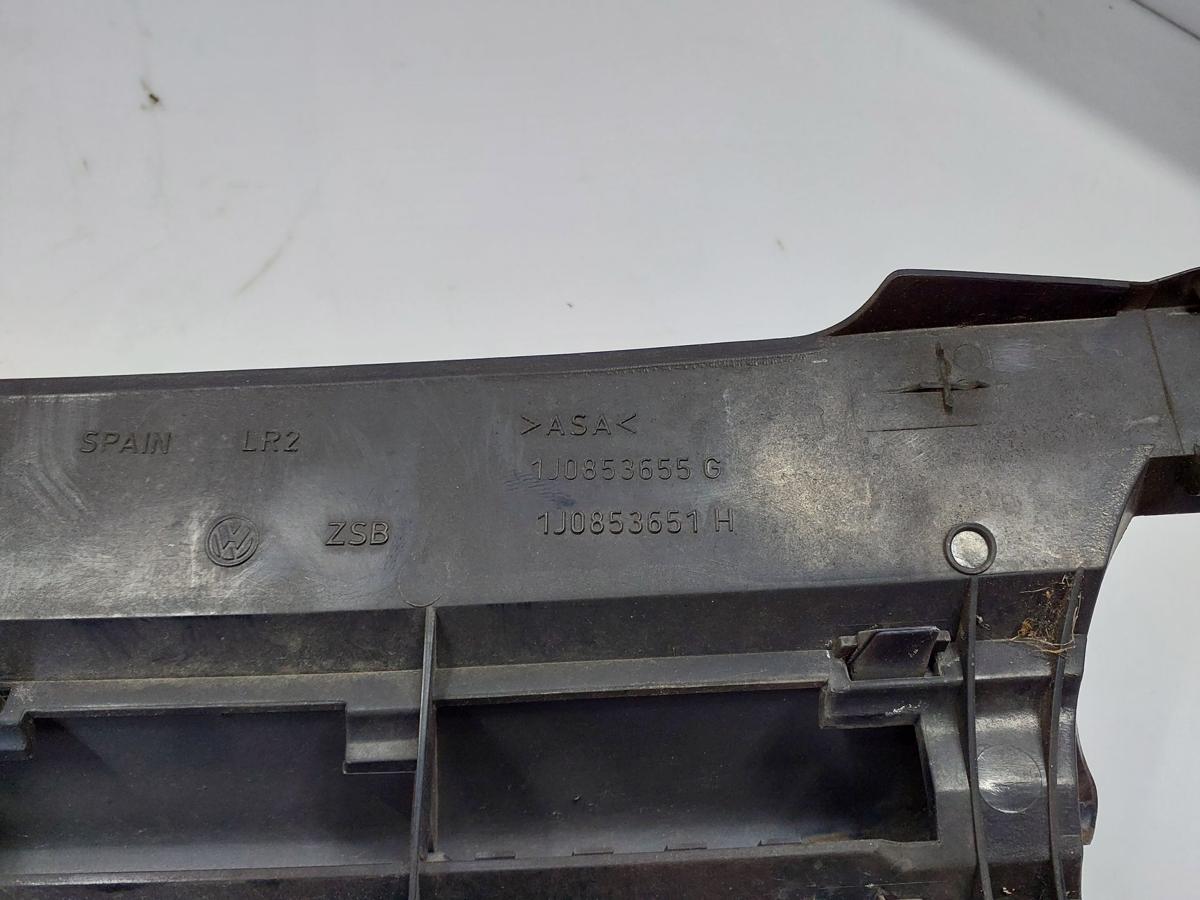 SPAIN LR2
>ASA<
1J0853655 G
ZSB
1J0853651 H